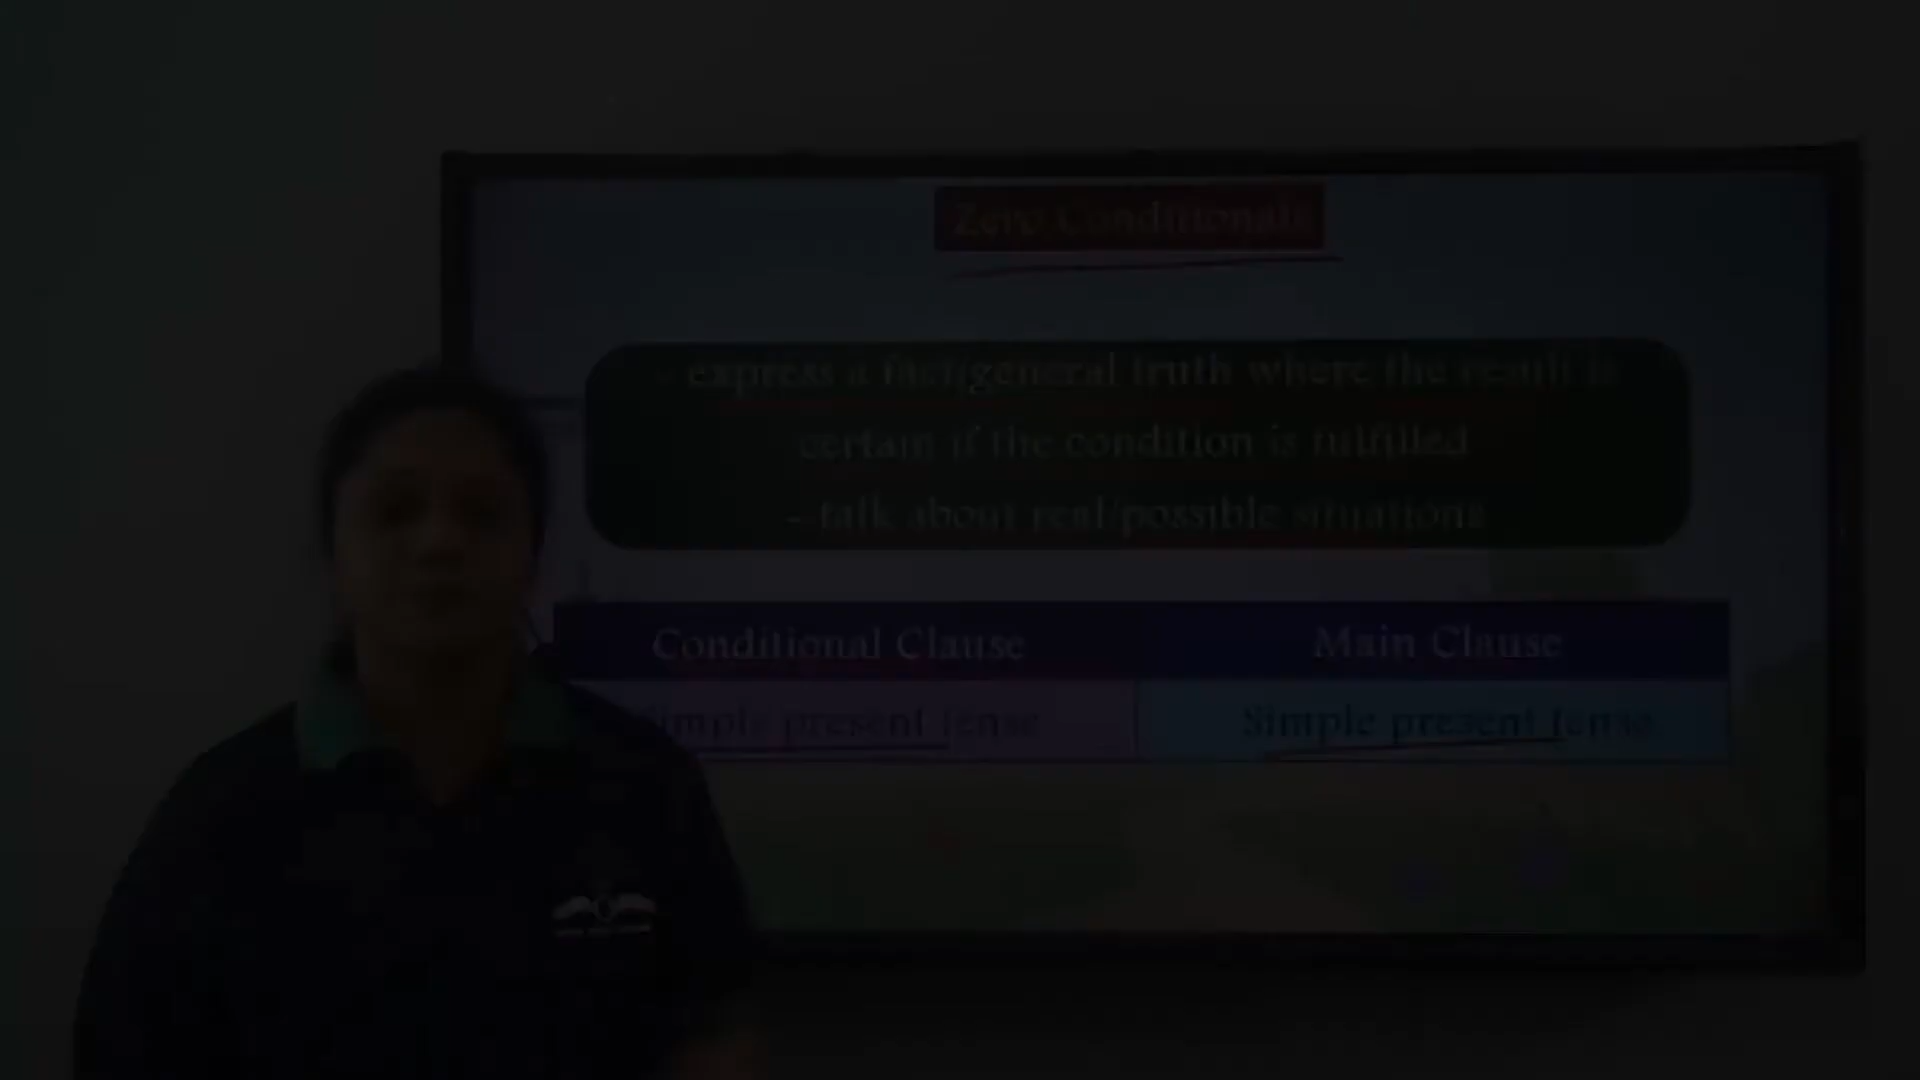 Zero Conditionals
- express a fact/general truth where the result is
certain if the condition is fulfilled
- talk about real/possible situations
Conditional Clause
Main Clause
Simple present tense
Simple present tense